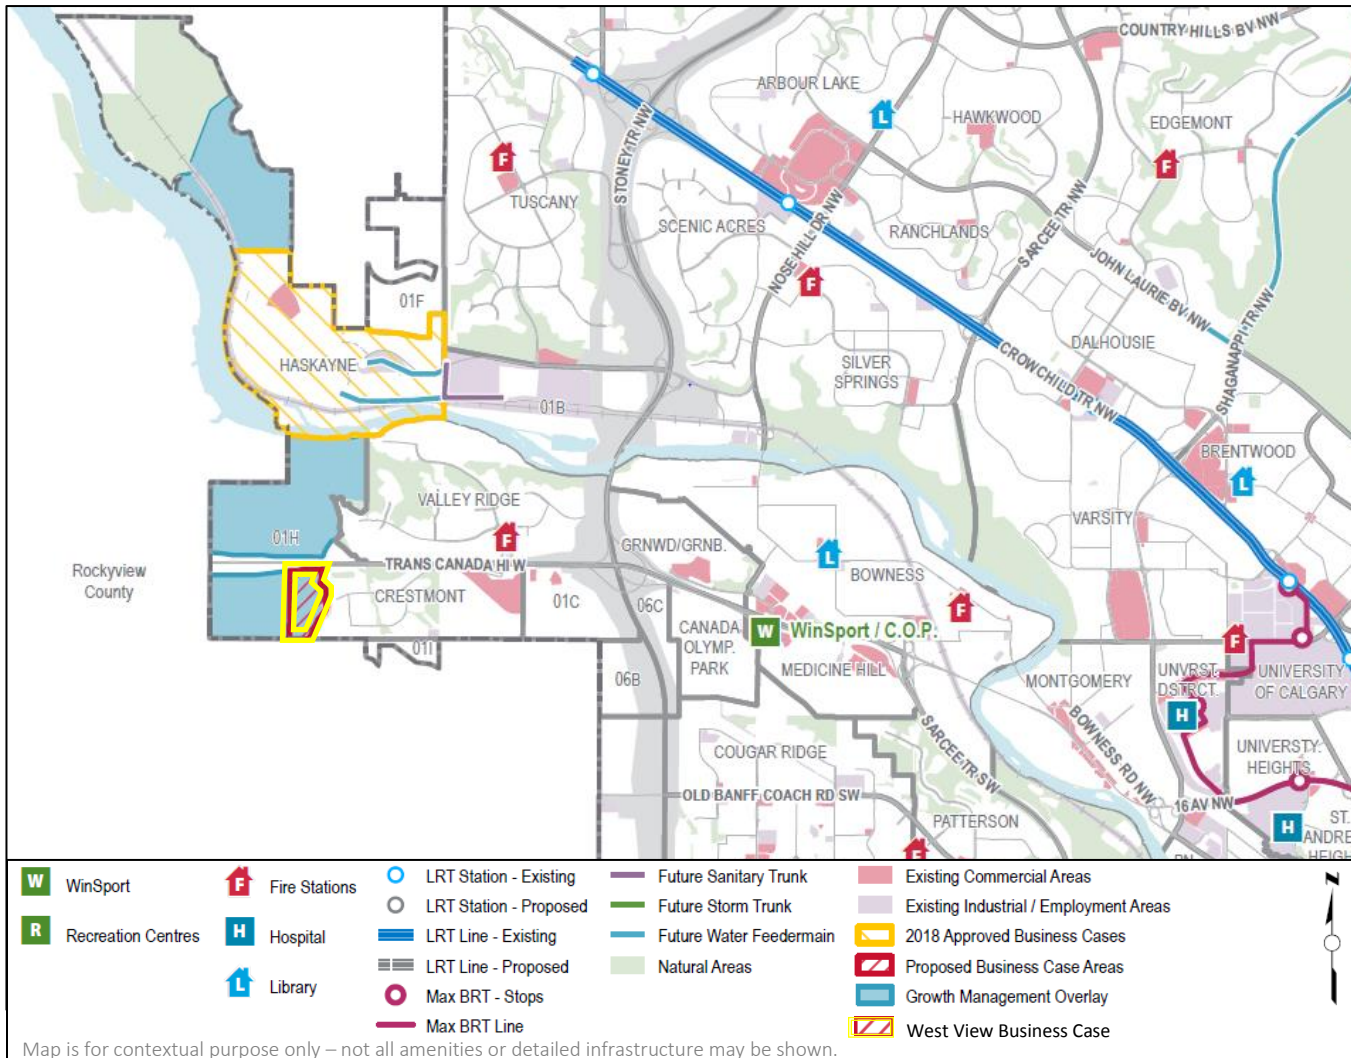 COUNTRY HILLS BV NW
ARBOUR LAKE
L
HAWKWOOD
EDGEMONT
F
F
TUSCANY
STONEY TR NW
SCENIC ACRES
NOSE HILL DR NW
RANCHLANDS
SARCEE TR NW
JOHN LAURIE BV NW
SHAGANAPPI TR NW
F
01F
HASKAYNE
SILVER
SPRINGS
DALHOUSIE
CROWCHILD TR NW
01B
BRENTWOOD
L
VALLEY RIDGE
F
VARSITY
01H
TRANS CANADA HI W
GRNWD/GRNB.
L
BOWNESS
Rockyview
County
CRESTMONT
01C
06C
F
CANADA
OLYMP.
PARK
W
WinSport / C.O.P.
F
01I
06B
MEDICINE HILL
MONTGOMERY
UNVRST.
DSTRCT.
UNIVERSITY
OF CALGARY
H
BOWNESS RD NW
SARCEE TR SW
COUGAR RIDGE
UNIVERSTY.
HEIGHTS
OLD BANFF COACH RD SW
16 AV NW
PATTERSON
H
ST.
ANDRE
HEIGH
F
W WinSport
R Recreation Centres
F Fire Stations
H Hospital
L Library
LRT Station - Existing
LRT Station - Proposed
LRT Line - Existing
LRT Line - Proposed
Max BRT - Stops
Max BRT Line
Future Sanitary Trunk
Future Storm Trunk
Future Water Feedermain
Natural Areas
Existing Commercial Areas
Existing Industrial / Employment Areas
2018 Approved Business Cases
Proposed Business Case Areas
Growth Management Overlay
West View Business Case
N
Map is for contextual purpose only – not all amenities or detailed infrastructure may be shown.